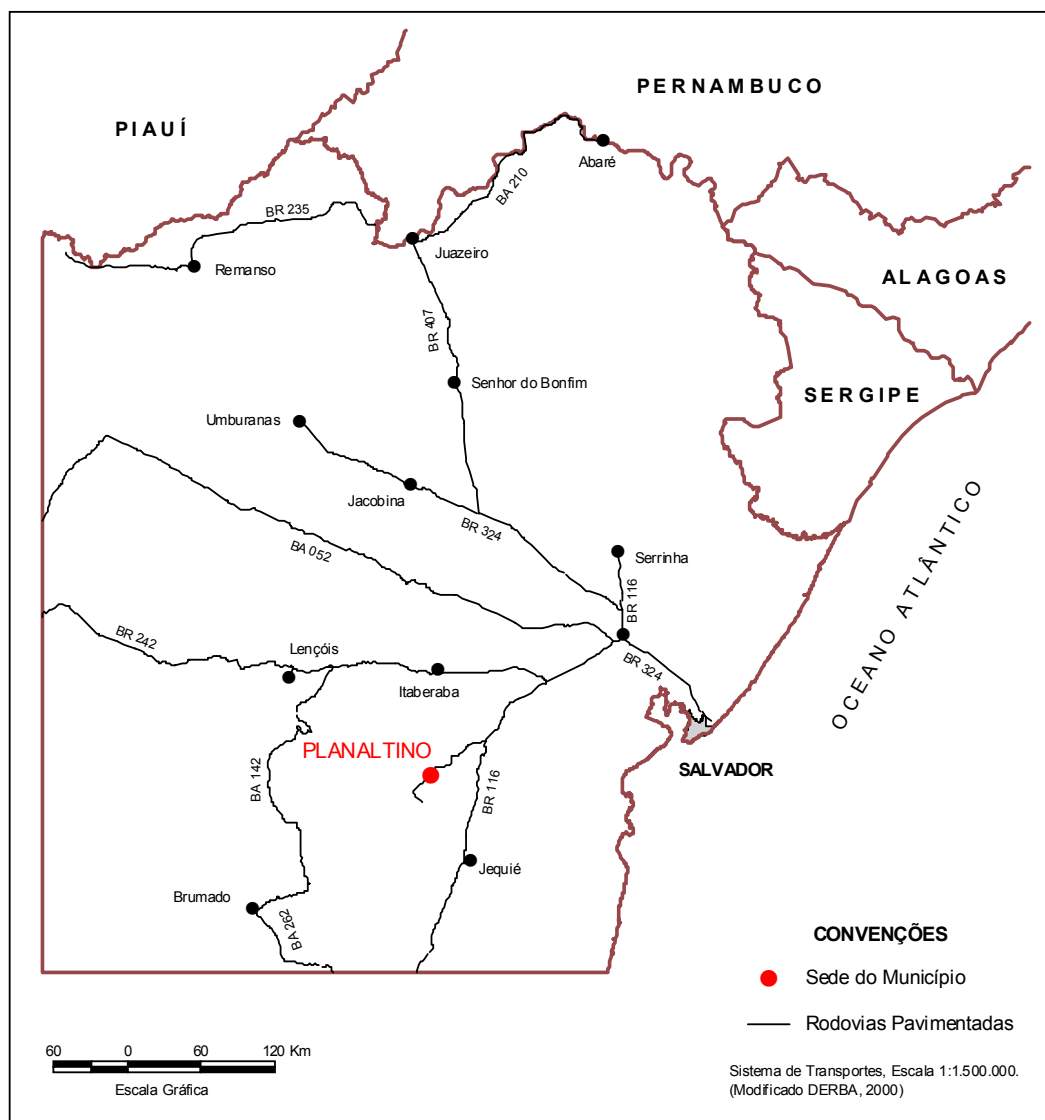 PERNAMBUCO
PIAUÍ
Abaré
BA 210
BR 235
Juazeiro
Remanso
ALAGOAS
BR 407
Senhor do Bonfim
SERGIPE
Umburanas
Jacobina
BR 324
OCEANO ATLÂNTICO
BA 052
Serrinha
BR 116
BR 242
Lençóis
BR 324
Itaberaba
PLANALTINO
SALVADOR
BA 142
BR 116
Jequié
Brumado
BA 262
CONVENÇÕES
Sede do Município
Rodovias Pavimentadas
60 0 60 120 Km
Escala Gráfica
Sistema de Transportes, Escala 1:1.500.000.
(Modificado DERBA, 2000)